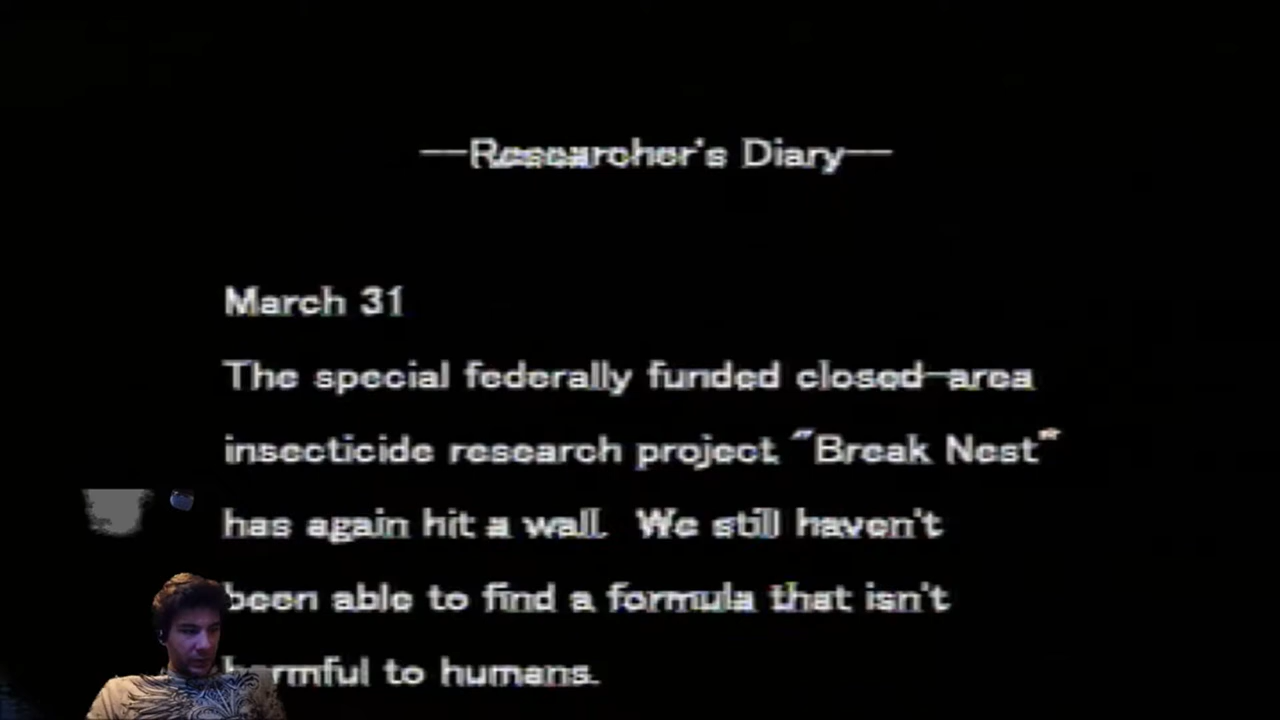 ——Researcher's Diary——
March 31
The special federally funded closed-area
insecticide research project "Break Nest"
has again hit a wall.  We still haven't
been able to find a formula that isn't
harmful to humans.